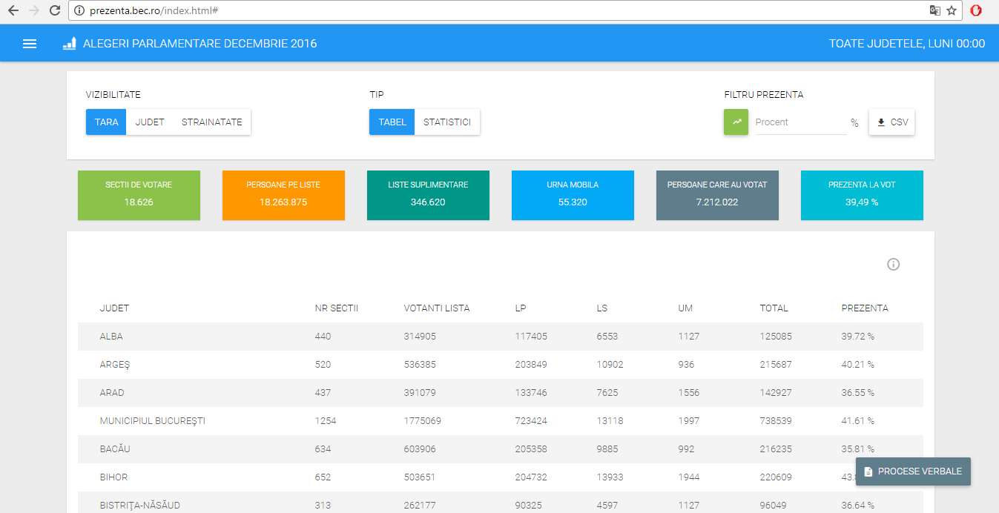 prezenta.bec.ro/index.html#
ALEGERI PARLAMENTARE DECEMBRIE 2016 TOATE JUDETELE, LUNI 00:00
VIZIBILITATE TIP FILTRU PREZENTA
TARA JUDET STRAINATATE TABEL STATISTICI Procent % CSV
SECTII DE VOTARE PERSOANE PE LISTE LISTE SUPLIMENTARE URNA MOBILA PERSOANE CARE AU VOTAT PREZENTA LA VOT
18.626 18.263.875 346.620 55.320 7.212.022 39,49 %
JUDET NR SECTII VOTANTI LISTA LP LS UM TOTAL PREZENTA
ALBA 440 314905 117405 6553 1127 125085 39.72 %
ARGEŞ 520 536385 203849 10902 936 215687 40.21 %
ARAD 437 391079 133746 7625 1556 142927 36.55 %
MUNICIPIUL BUCUREŞTI 1254 1775069 723424 13118 1997 738539 41.61 %
BACĂU 634 603906 205358 9885 992 216235 35.81 %
BIHOR 652 503651 204732 13933 1944 220609
PROCESE VERBALE
BISTRIŢA-NĂSĂUD 313 262177 90325 4597 1127 96049 36.64 %